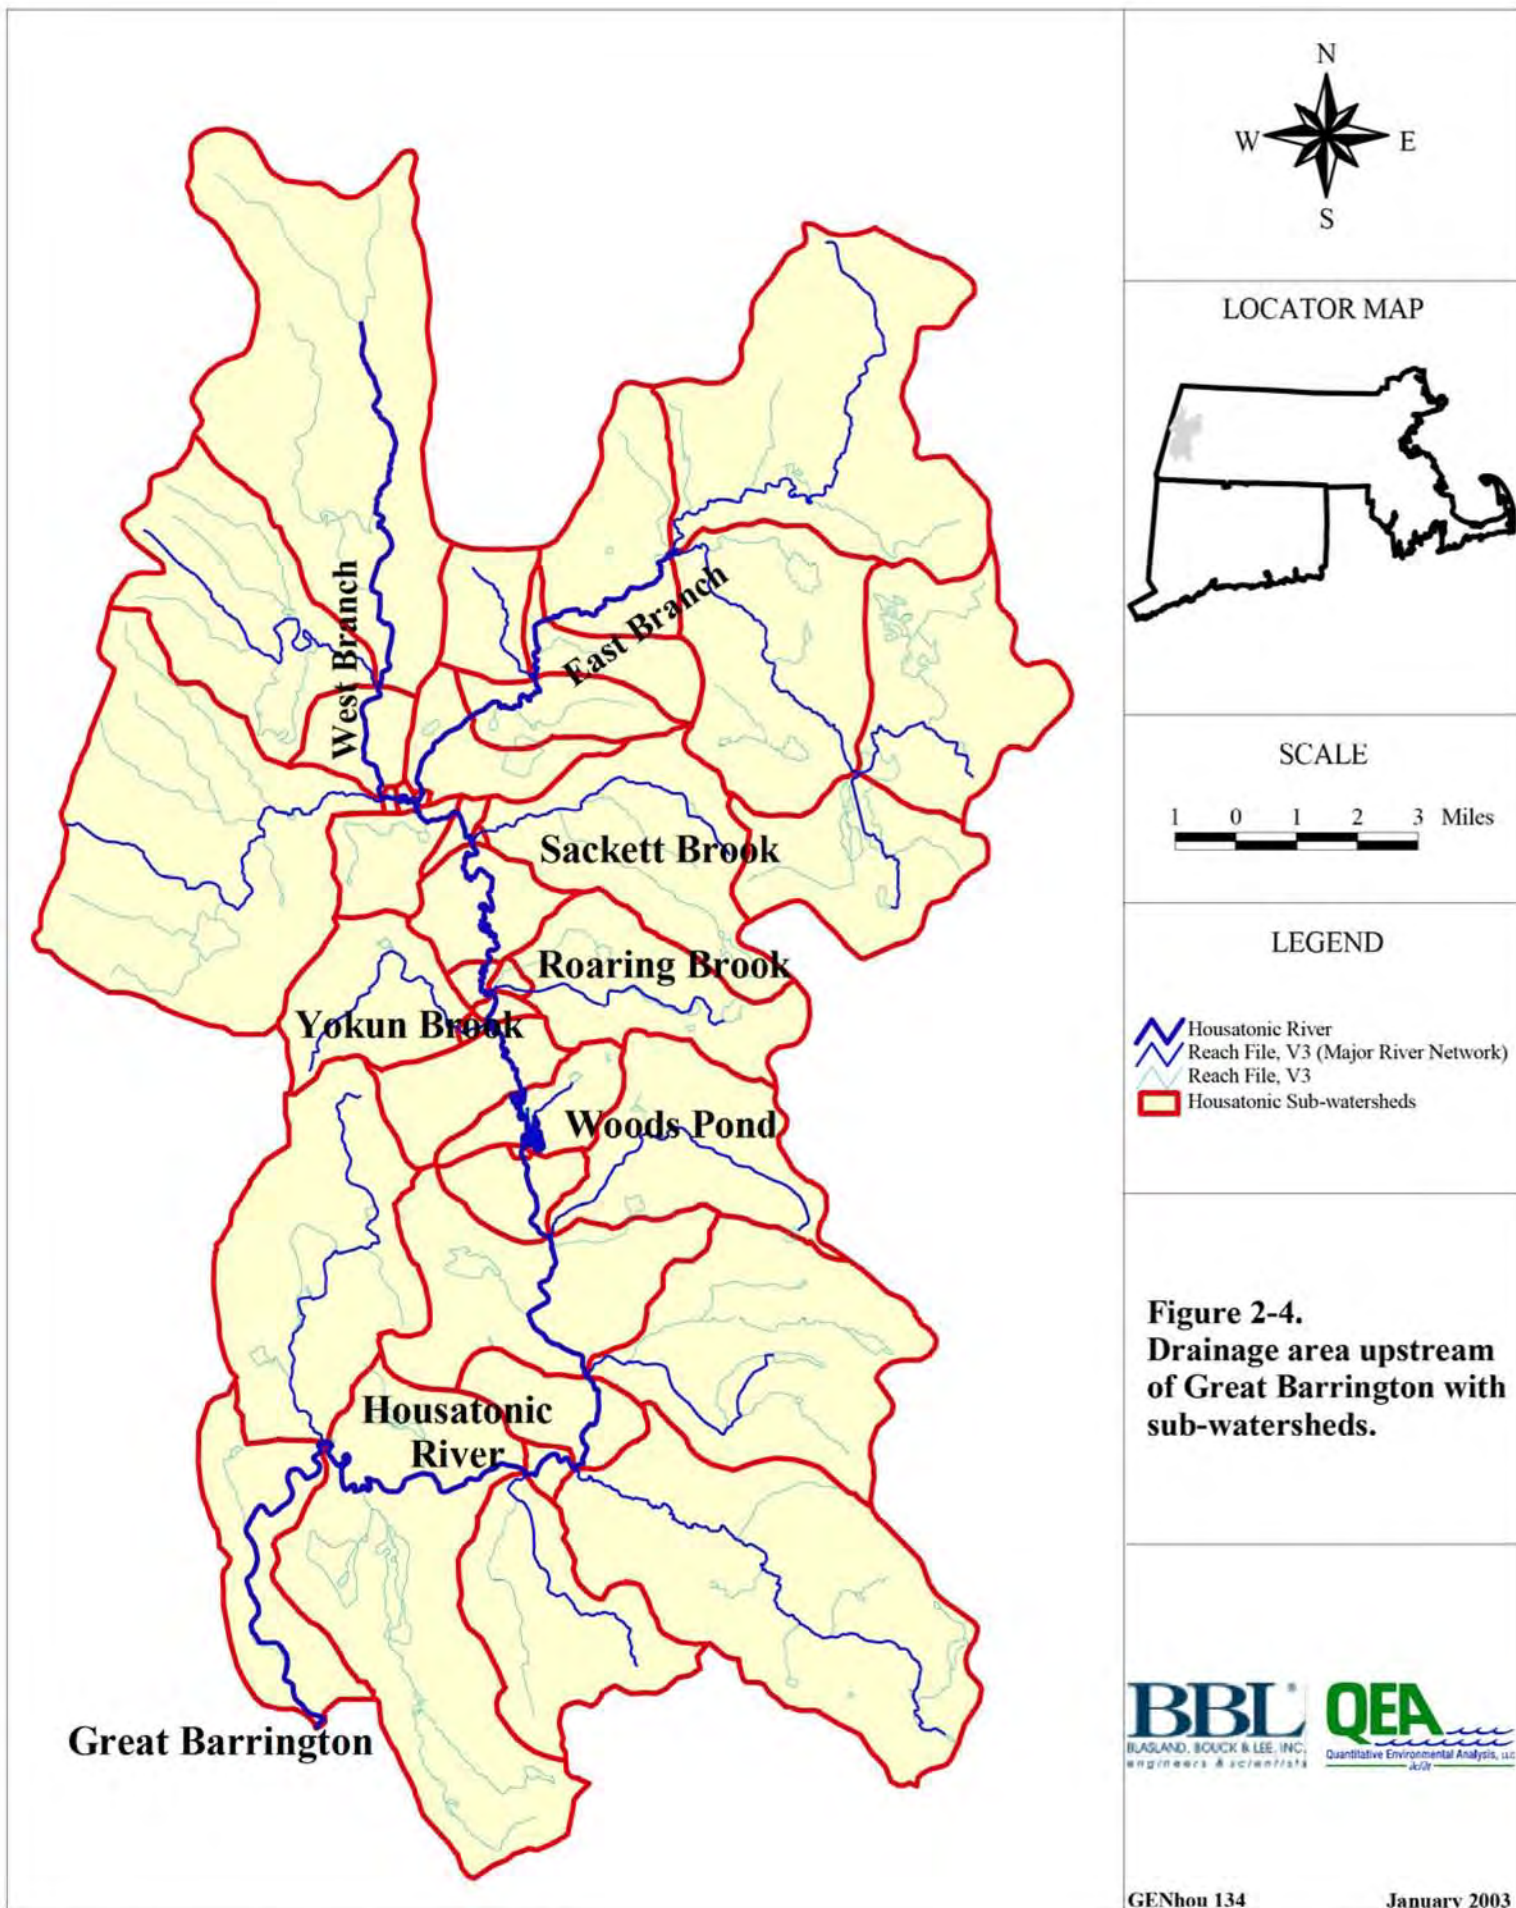 N
W E
S
LOCATOR MAP
SCALE
1 0 1 2 3 Miles
LEGEND
Housatonic River
Reach File, V3 (Major River Network)
Reach File, V3
Housatonic Sub-watersheds
Figure 2-4.
Drainage area upstream
of Great Barrington with
sub-watersheds.
BBL®
BLASLAND, BOUCK & LEE, INC.
engineers & scientists
QEA
Quantitative Environmental Analysis, LLC
GENhou 134 January 2003
West Branch
East Branch
Sackett Brook
Roaring Brook
Yokun Brook
Woods Pond
Housatonic
River
Great Barrington